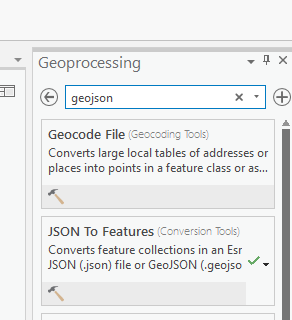 Geoprocessing
geojson
Geocode File (Geocoding Tools)
Converts large local tables of addresses or
places into points in a feature class or as...
JSON To Features (Conversion Tools)
Converts feature collections in an Esr
JSON (.json) file or GeoJSON (.geojso